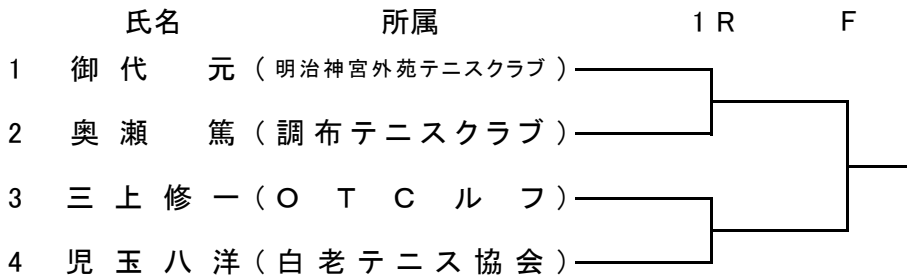 氏名 所属 1R F
1 御代 元(明治神宮外苑テニスクラブ)
2 奥瀬 篤(調布テニスクラブ)
3 三上修一(OTCルフ)
4 児玉八洋(白老テニス協会)